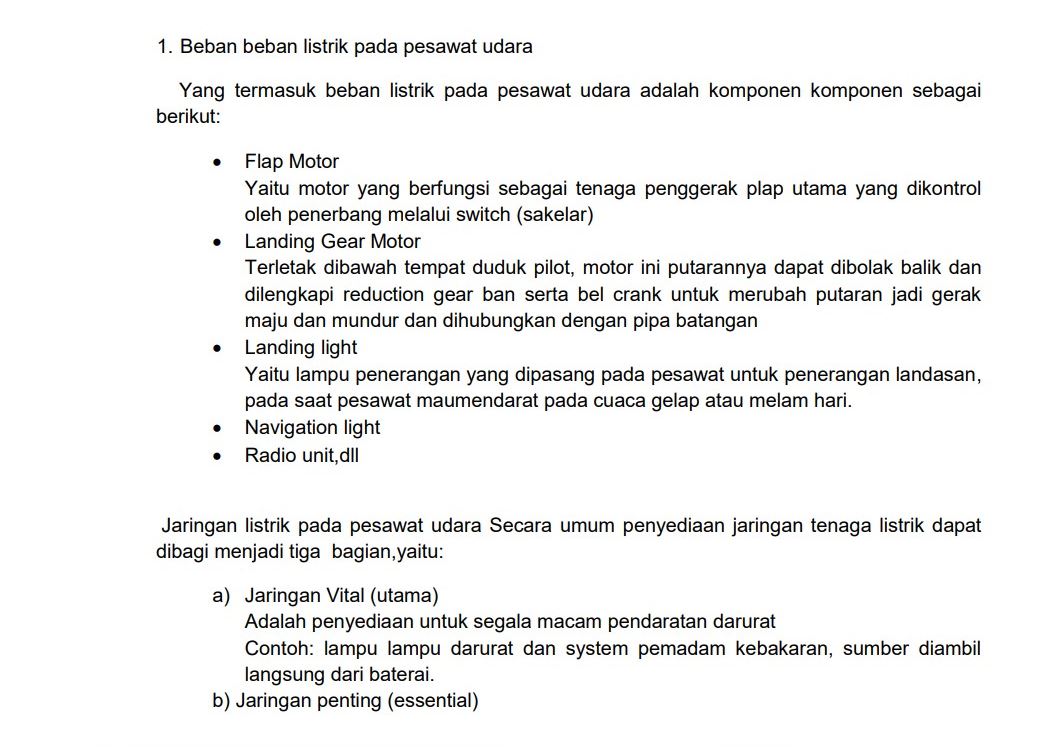 1. Beban beban listrik pada pesawat udara
Yang termasuk beban listrik pada pesawat udara adalah komponen komponen sebagai
berikut:
• Flap Motor
Yaitu motor yang berfungsi sebagai tenaga penggerak plap utama yang dikontrol
oleh penerbang melalui switch (sakelar)
• Landing Gear Motor
Terletak dibawah tempat duduk pilot, motor ini putarannya dapat dibolak balik dan
dilengkapi reduction gear ban serta bel crank untuk merubah putaran jadi gerak
maju dan mundur dan dihubungkan dengan pipa batangan
• Landing light
Yaitu lampu penerangan yang dipasang pada pesawat untuk penerangan landasan,
pada saat pesawat maumendarat pada cuaca gelap atau melam hari.
• Navigation light
• Radio unit,dll
Jaringan listrik pada pesawat udara Secara umum penyediaan jaringan tenaga listrik dapat
dibagi menjadi tiga  bagian,yaitu:
a) Jaringan Vital (utama)
Adalah penyediaan untuk segala macam pendaratan darurat
Contoh: lampu lampu darurat dan system pemadam kebakaran, sumber diambil
langsung dari baterai.
b) Jaringan penting (essential)